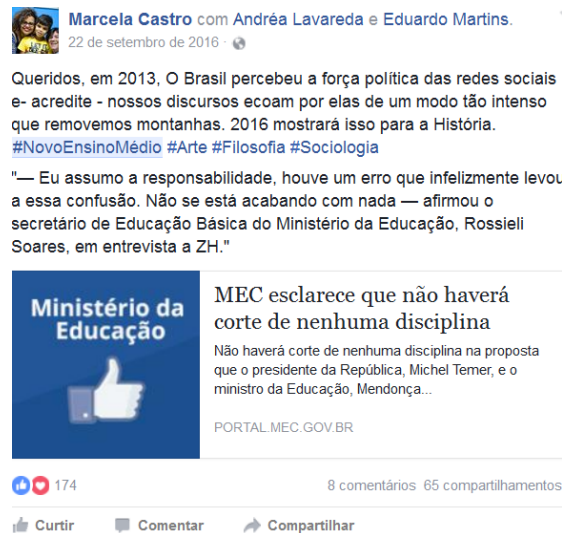 Marcela Castro com Andréa Lavareda e Eduardo Martins.
22 de setembro de 2016 ·
Queridos, em 2013, O Brasil percebeu a força política das redes sociais
e- acredite - nossos discursos ecoam por elas de um modo tão intenso
que removemos montanhas. 2016 mostrará isso para a História.
#NovoEnsinoMédio #Arte #Filosofia #Sociologia
"— Eu assumo a responsabilidade, houve um erro que infelizmente levou
a essa confusão. Não se está acabando com nada — afirmou o
secretário de Educação Básica do Ministério da Educação, Rossieli
Soares, em entrevista a ZH."
Ministério da
Educação
MEC esclarece que não haverá
corte de nenhuma disciplina
Não haverá corte de nenhuma disciplina na proposta
que o presidente da República, Michel Temer, e o
ministro da Educação, Mendonça...
PORTAL.MEC.GOV.BR
174
8 comentários 65 compartilhamentos
Curtir Comentar Compartilhar